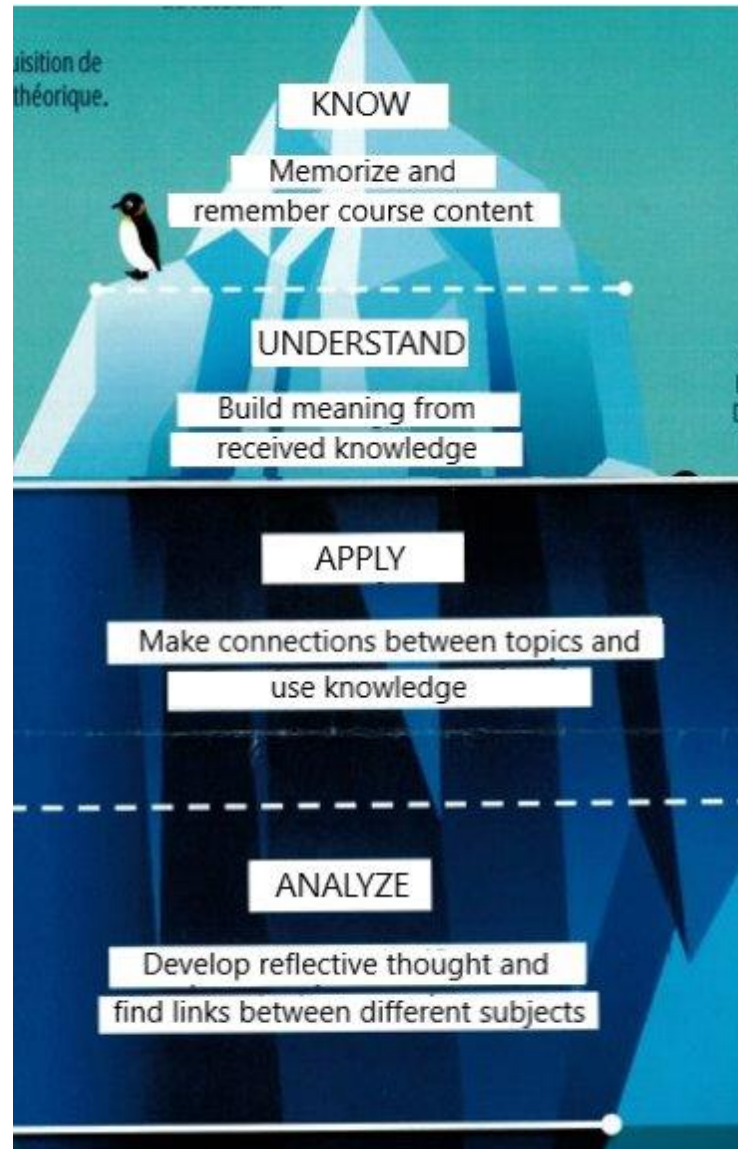 uisition de
théorique.
KNOW
Memorize and
remember course content
UNDERSTAND
Build meaning from
received knowledge
APPLY
Make connections between topics and
use knowledge
ANALYZE
Develop reflective thought and
find links between different subjects